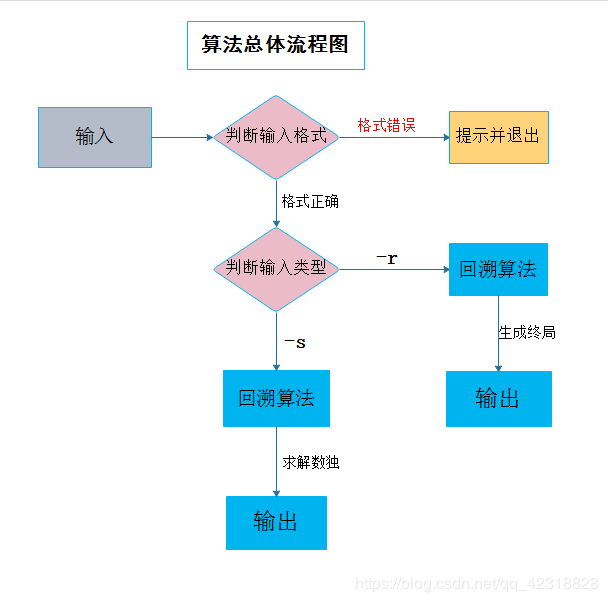 算法总体流程图
输入
判断输入格式
格式错误
提示并退出
格式正确
判断输入类型
-r
回溯算法
生成终局
输出
-s
回溯算法
求解数独
输出
https://blog.csdn.net/qq_42318828